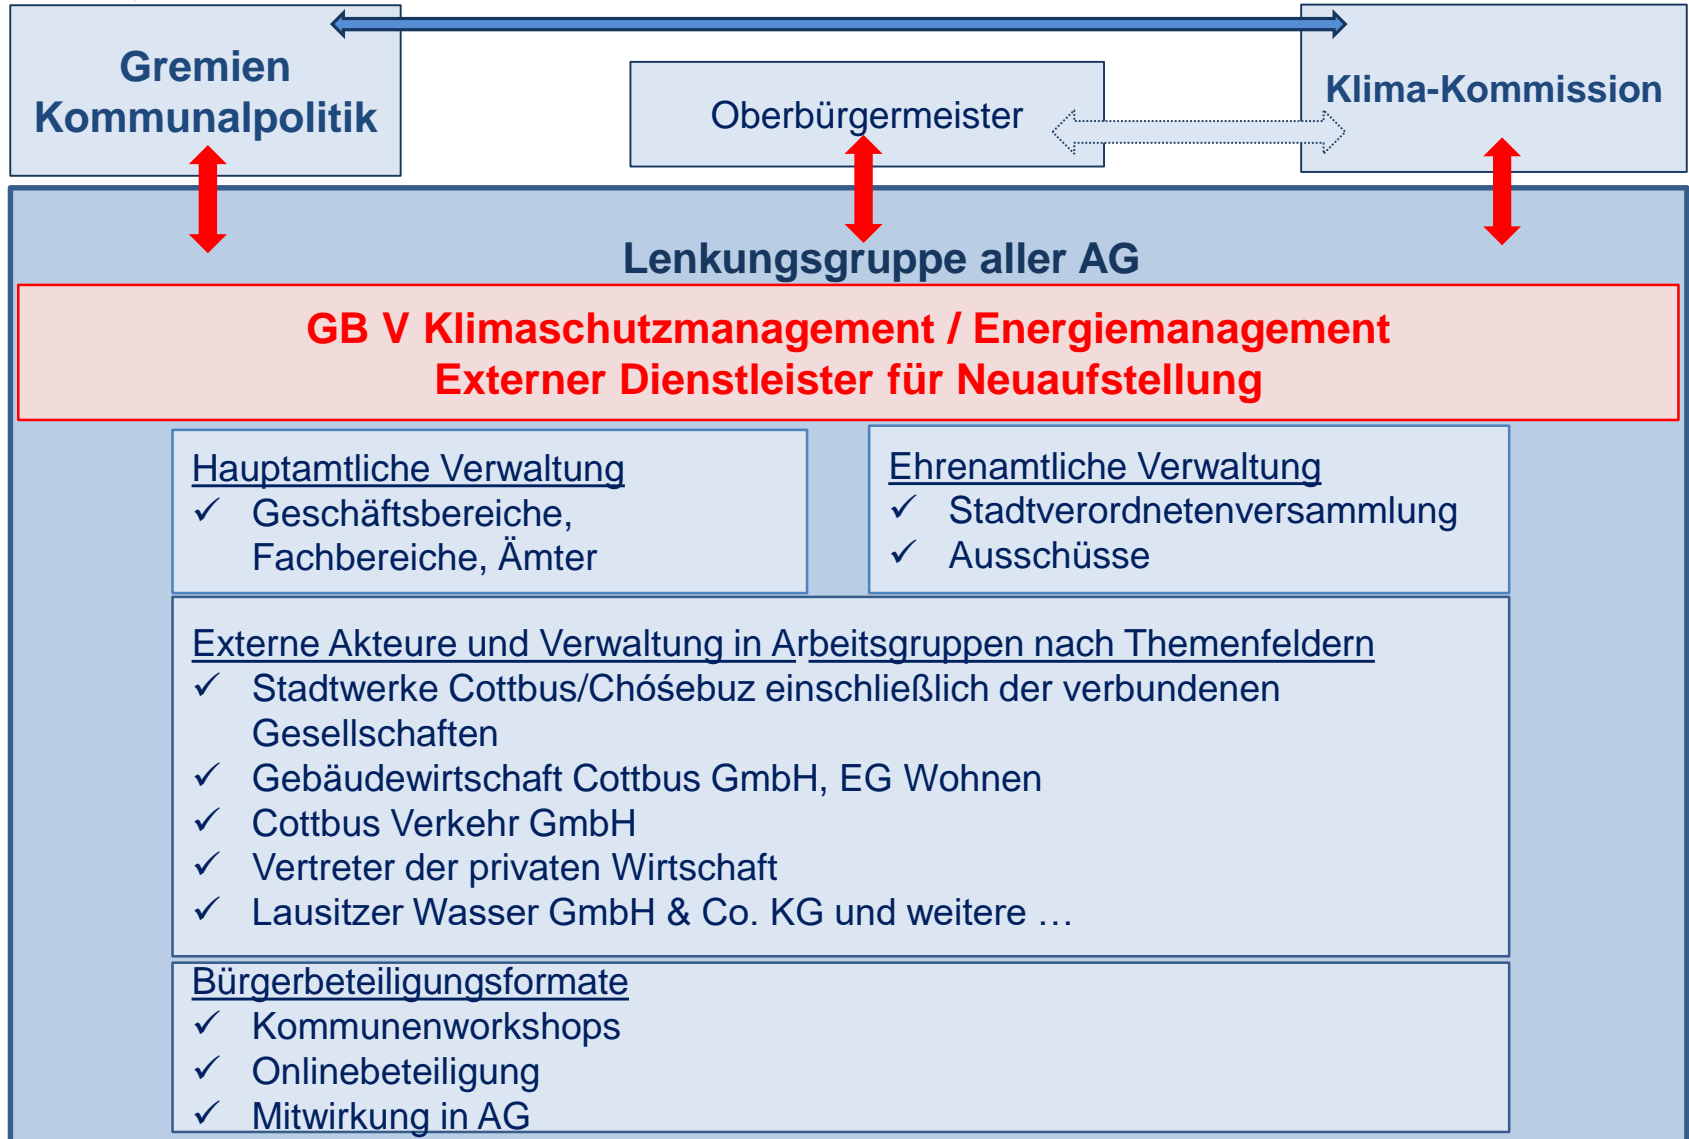 Gremien
Kommunalpolitik
Oberbürgermeister
Klima-Kommission
Lenkungsgruppe aller AG
GB V Klimaschutzmanagement / Energiemanagement
Externer Dienstleister für Neuaufstellung
Hauptamtliche Verwaltung
✓ Geschäftsbereiche,
Fachbereiche, Ämter
Ehrenamtliche Verwaltung
✓ Stadtverordnetenversammlung
✓ Ausschüsse
Externe Akteure und Verwaltung in Arbeitsgruppen nach Themenfeldern
✓ Stadtwerke Cottbus/Chóśebuz einschließlich der verbundenen
Gesellschaften
✓ Gebäudewirtschaft Cottbus GmbH, EG Wohnen
✓ Cottbus Verkehr GmbH
✓ Vertreter der privaten Wirtschaft
✓ Lausitzer Wasser GmbH & Co. KG und weitere …
Bürgerbeteiligungsformate
✓ Kommunenworkshops
✓ Onlinebeteiligung
✓ Mitwirkung in AG